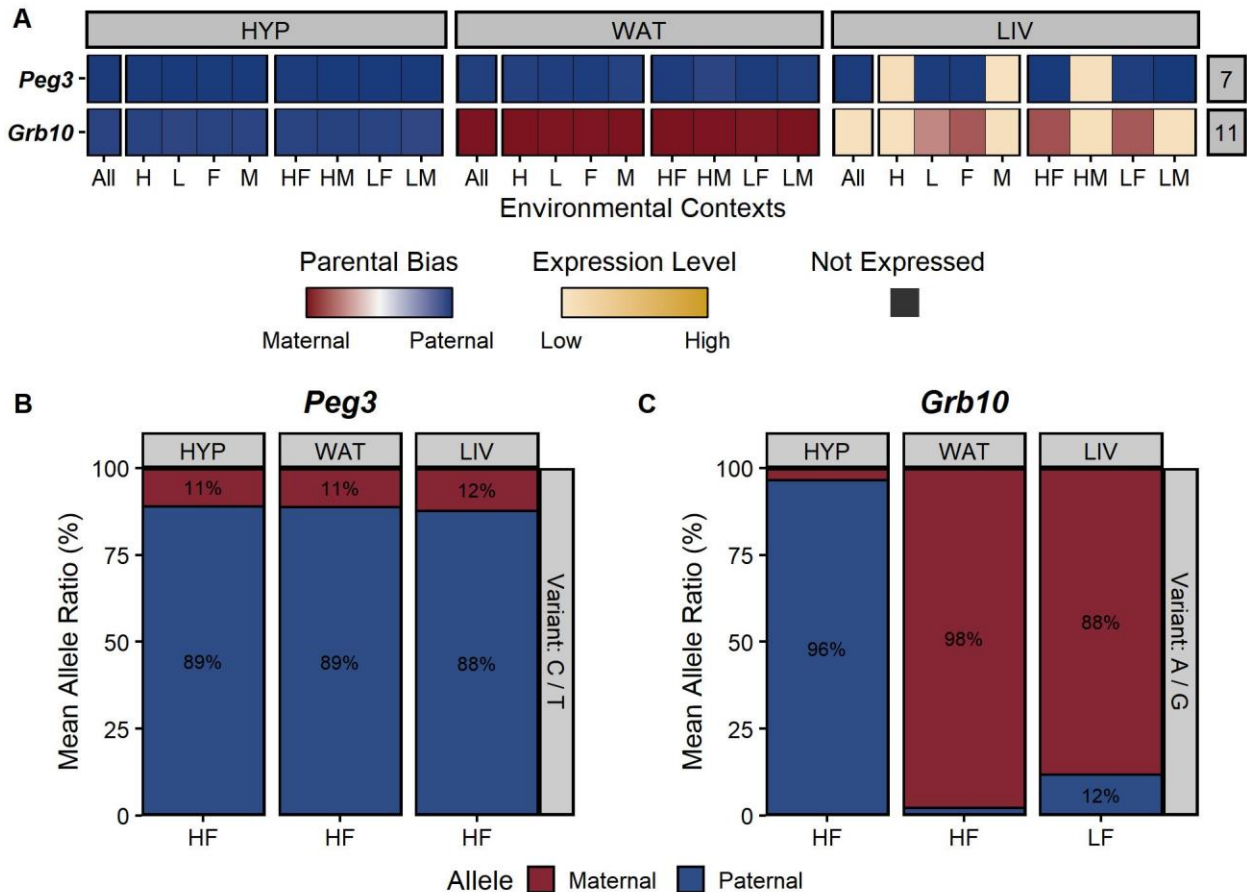 A
HYP WAT LIV
Peg3 7
Grb10 11
All H L F M HF HM LF LM All H L F M HF HM LF LM All H L F M HF HM LF LM
Environmental Contexts
Parental Bias Expression Level Not Expressed
Maternal Paternal Low High
B Peg3
HYP WAT LIV
Mean Allele Ratio (%)
100
75
50
25
0
11% 11% 12%
89% 89% 88%
HF HF HF
Variant: C / T
C Grb10
HYP WAT LIV
Mean Allele Ratio (%)
100
75
50
25
0
96% 98% 88%
12%
HF HF LF
Variant: A / G
Allele Maternal Paternal